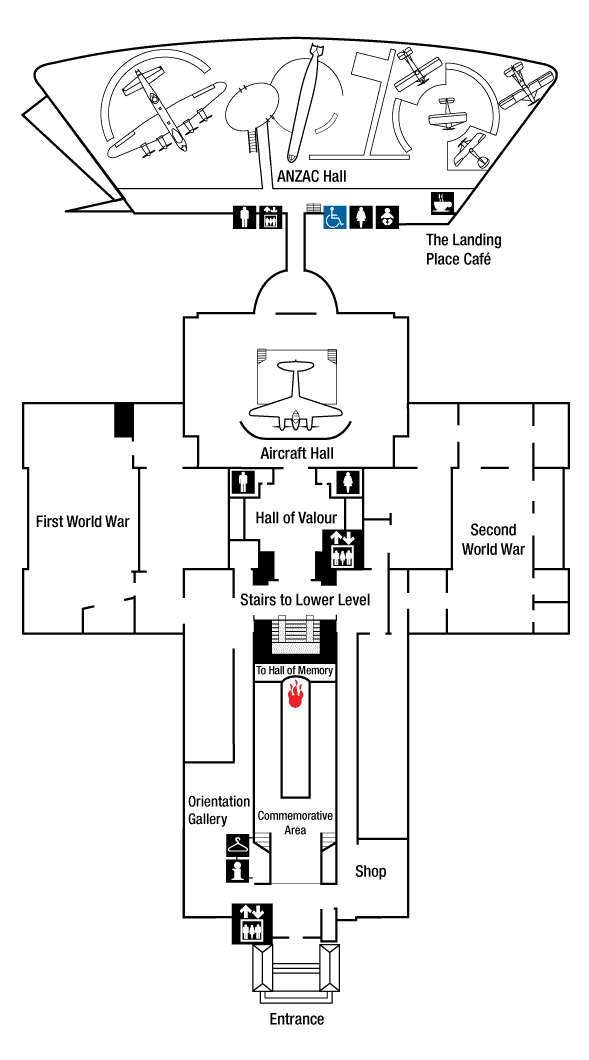 ANZAC Hall
The Landing
Place Café
Aircraft Hall
First World War
Hall of Valour
Second
World War
Stairs to Lower Level
To Hall of Memory
Orientation
Gallery
Commemorative
Area
Shop
Entrance